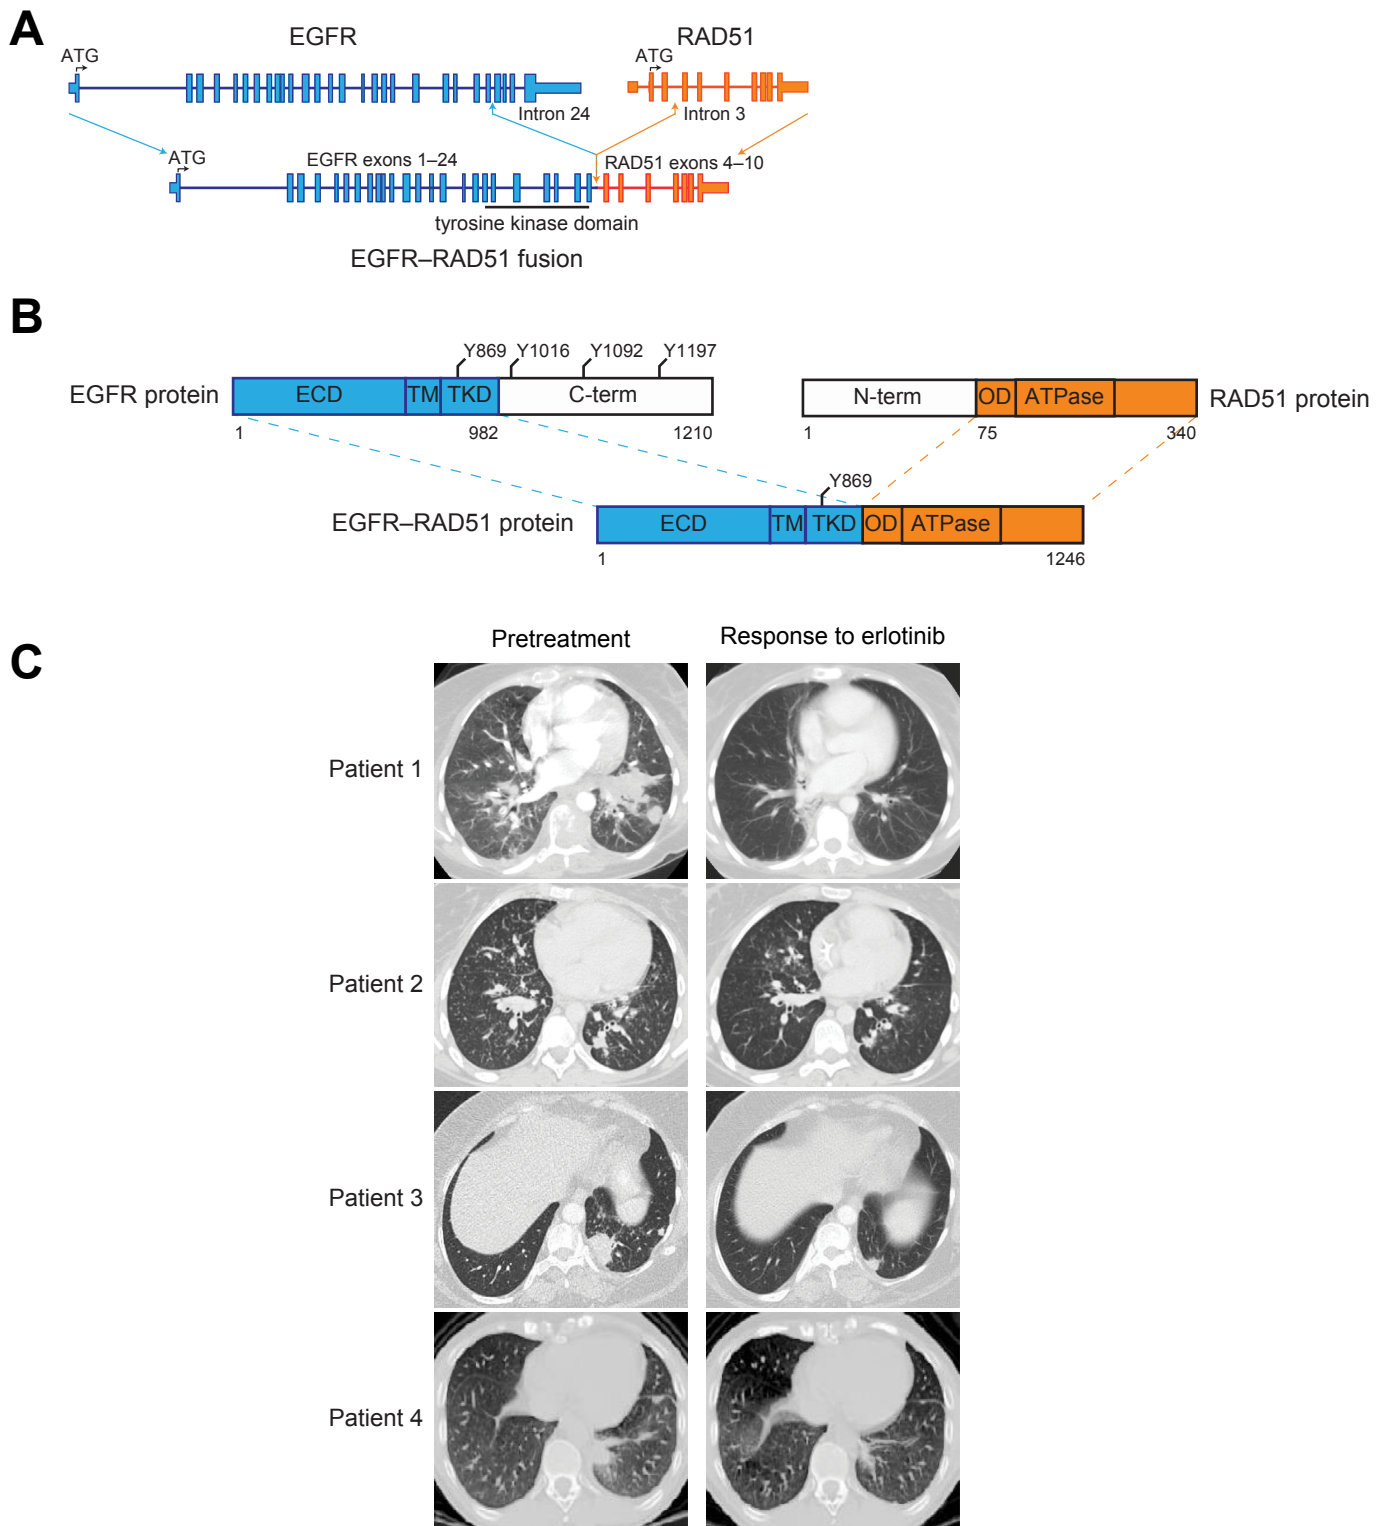 A
EGFR
RAD51
ATG
ATG
Intron 24
Intron 3
ATG
EGFR exons 1–24
RAD51 exons 4–10
tyrosine kinase domain
EGFR–RAD51 fusion
B
Y869
Y1016
Y1092
Y1197
EGFR protein
ECD
TM
TKD
C-term
N-term
OD
ATPase
RAD51 protein
1
982
1210
1
75
340
Y869
EGFR–RAD51 protein
ECD
TM
TKD
OD
ATPase
1
1246
C
Pretreatment
Response to erlotinib
Patient 1
Patient 2
Patient 3
Patient 4